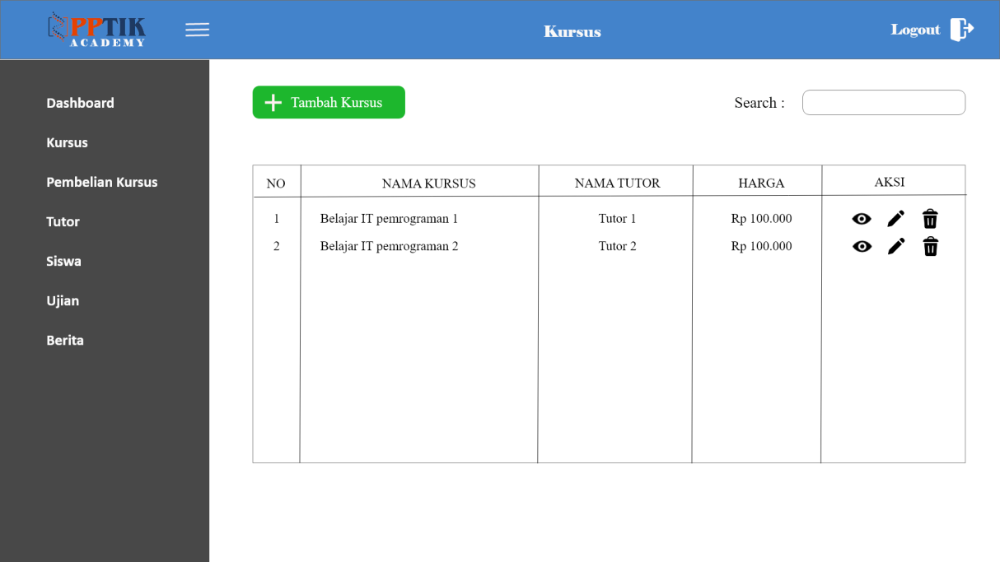 PPTIK
ACADEMY
Kursus
Logout
Dashboard
Kursus
Pembelian Kursus
Tutor
Siswa
Ujian
Berita
Tambah Kursus
Search :
NO NAMA KURSUS NAMA TUTOR HARGA AKSI
1 Belajar IT pemrograman 1 Tutor 1 Rp 100.000
2 Belajar IT pemrograman 2 Tutor 2 Rp 100.000